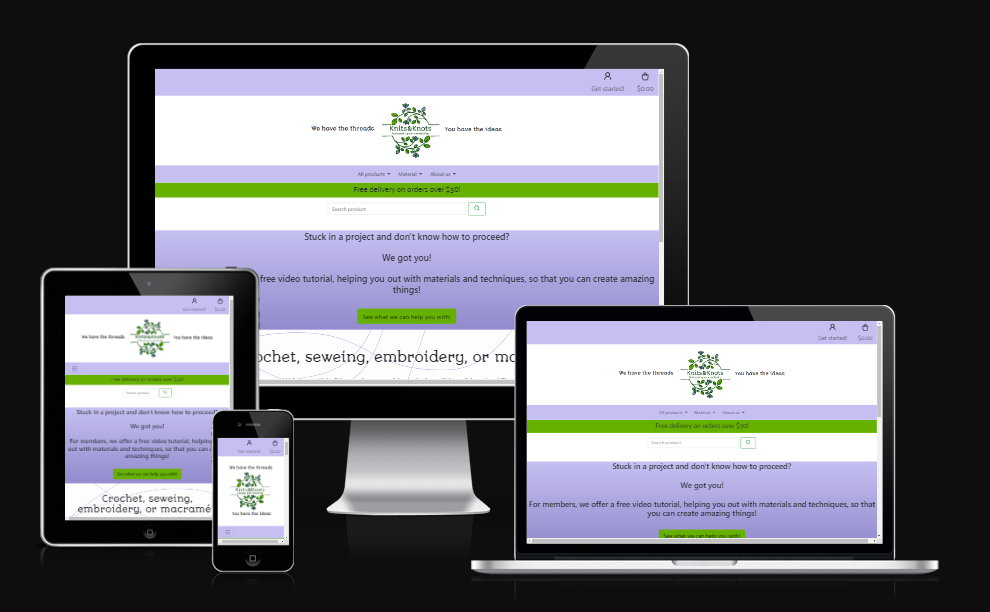 Get started!
$0.00
We have the threads
Knits&Knots
You have the ideas
All products
Material
About us
Free delivery on orders over $30!
Search product
Stuck in a project and don't know how to proceed?
We got you!
free video tutorial, helping you out with materials and techniques, so that you can create amazing
things!
See what we can help you with!
ochet, seweing, embroidery, or mac
Get started!
$0.00
We have the threads
You have the ideas
Free delivery on orders over $30!
Search product
Stuck in a project and don't know how to proceed?
We got you!
For members, we offer a free video tutorial, helping
out with materials and techniques, so that you can c
amazing things!
See what we can help you with!
Crochet, seweing,
embroidery, or macramé
Get started!
$0.00
We have the threads
You have the ideas
Get started!
$0.00
We have the threads
Knits&Knots
You have the ideas
All products
Material
About us
Free delivery on orders over $30!
Search product
Stuck in a project and don't know how to proceed?
We got you!
For members, we offer a free video tutorial, helping you out with materials and techniques, so that
you can create amazing things!
See what we can help you with!